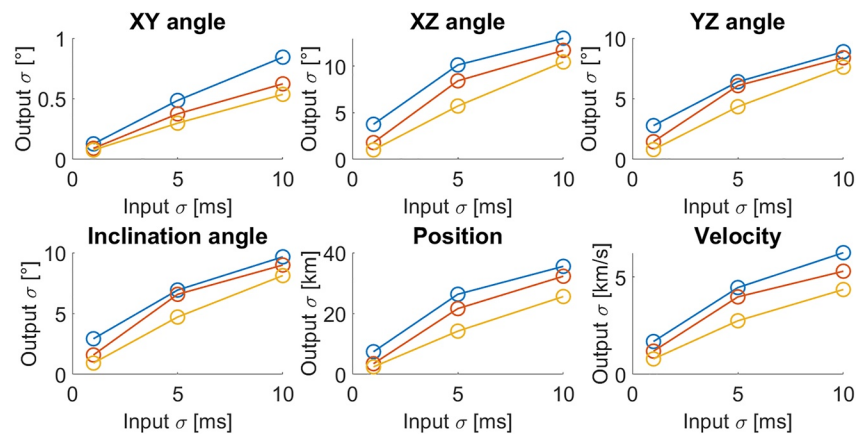 XY angle
XZ angle
YZ angle
Output σ [°]
1
0.5
0
0 5 10
Input σ [ms]
Output σ [°]
10
5
0
0 5 10
Input σ [ms]
Output σ [°]
10
5
0
0 5 10
Input σ [ms]
Inclination angle
Position
Velocity
Output σ [°]
10
5
0
0 5 10
Input σ [ms]
Output σ [km]
40
20
0
0 5 10
Input σ [ms]
Output σ [km/s]
5
0
0 5 10
Input σ [ms]